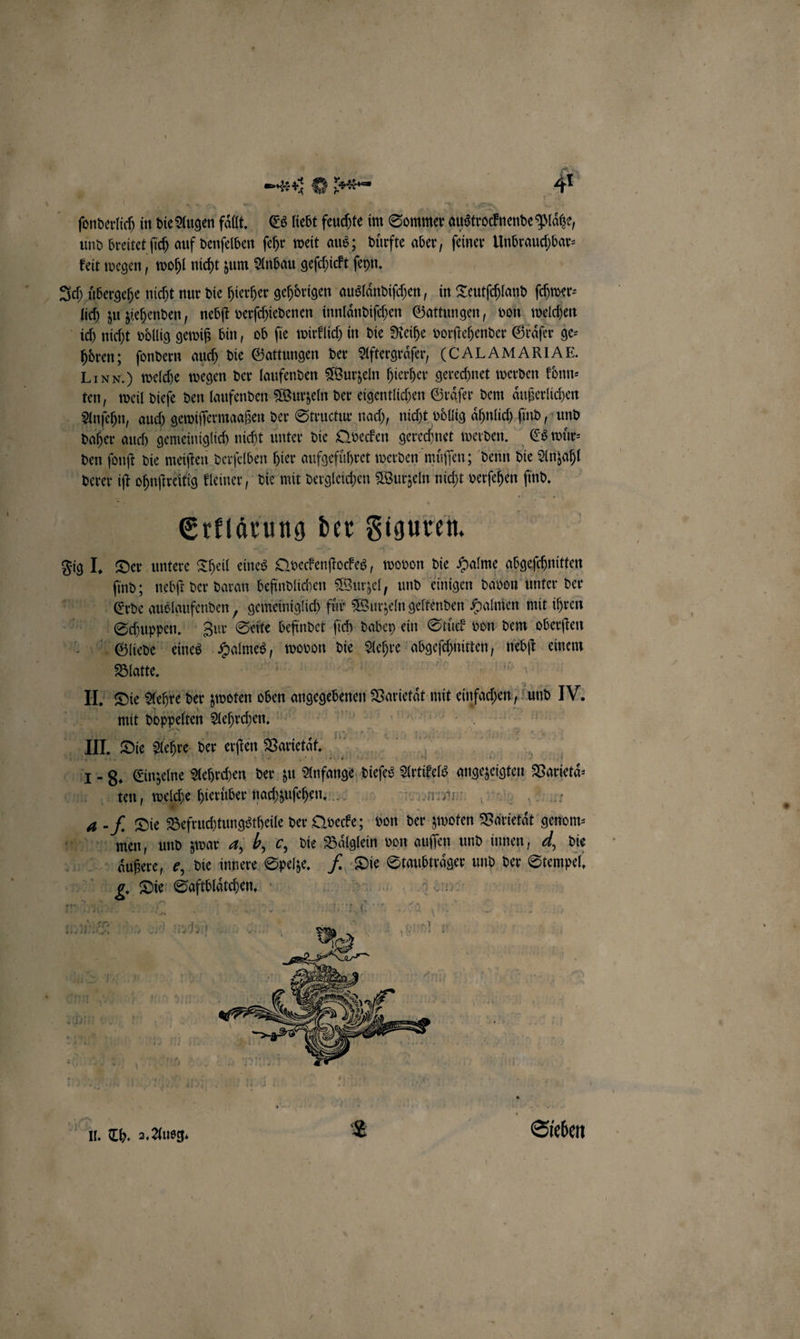 41
ſonderlich in die Augen fällt. Es liebt feuchte im Sommer austrocknende Plätze,
und breitet ſich auf denſelben ſehr weit aus; dürfte aber, ſeiner Unbrauchbar-
keit wegen, wohl nicht zum Anbau geſchickt ſeyn.
Ich übergehe nicht nur die hierher gehörigen ausländiſchen, in Teutſchland ſchwer-
lich zu ziehenden, nebſt verſchiedenen innländiſchen Gattungen, von welchen
ich nicht völlig gewiß bin, ob ſie wirklich in die Reihe vorſtehender Gräſer ge-
hören; ſondern auch die Gattungen der Aftergräſer, (CALAMARIAE.
LINN.) welche wegen der laufenden Wurzeln hierher gerechnet werden könn-
ten, weil dieſe den laufenden Wurzeln der eigentlichen Gräſer dem äußerlichen
Anſehn, auch gewiſſermaaßen der Structur nach, nicht völlig ähnlich ſind, und
daher auch gemeiniglich nicht unter die Qvecken gerechnet werden. Es wür-
den ſonſt die meiſten derſelben hier aufgeführet werden müſſen; denn die Anzahl
derer iſt ohnſtreitig kleiner, die mit dergleichen Wurzeln nicht verſehen ſind.
Erklärung der Figuren.
Fig I. Der untere Theil eines Qveckenſtockes, wovon die Halme abgeſchnitten
ſind; nebſt der daran befindlichen Wurzel, und einigen davon unter der
Erde auslaufenden, gemeiniglich für Wurzeln geltenden Halmen mit ihren
Schuppen. Zur Seite befindet ſich dabey ein Stück von dem oberſten
Gliede eines Halmes, wovon die Aehre abgeſchnitten, nebſt einem
Blatte.
II. Die Aehre der zwoten oben angegebenen Varietät mit einfachen, und IV.
mit doppelten Aehrchen.
III. Die Aehre der erſten Varietät.
1 - 8. Einzelne Aehrchen der zu Anfange dieſes Artikels angezeigten Varietä-
ten, welche hierüber nachzuſehen.
a - f. Die Befruchtungstheile der Qvecke; von der zwoten Varietät genom-
men, und zwar a, b, c, die Bälglein von auſſen und innen, d, die
äußere, e, die innere Spelze. f. Die Staubträger und der Stempel.
g. Die Saftblätchen.
II. Th. 2. Ausg.
L
Sieben